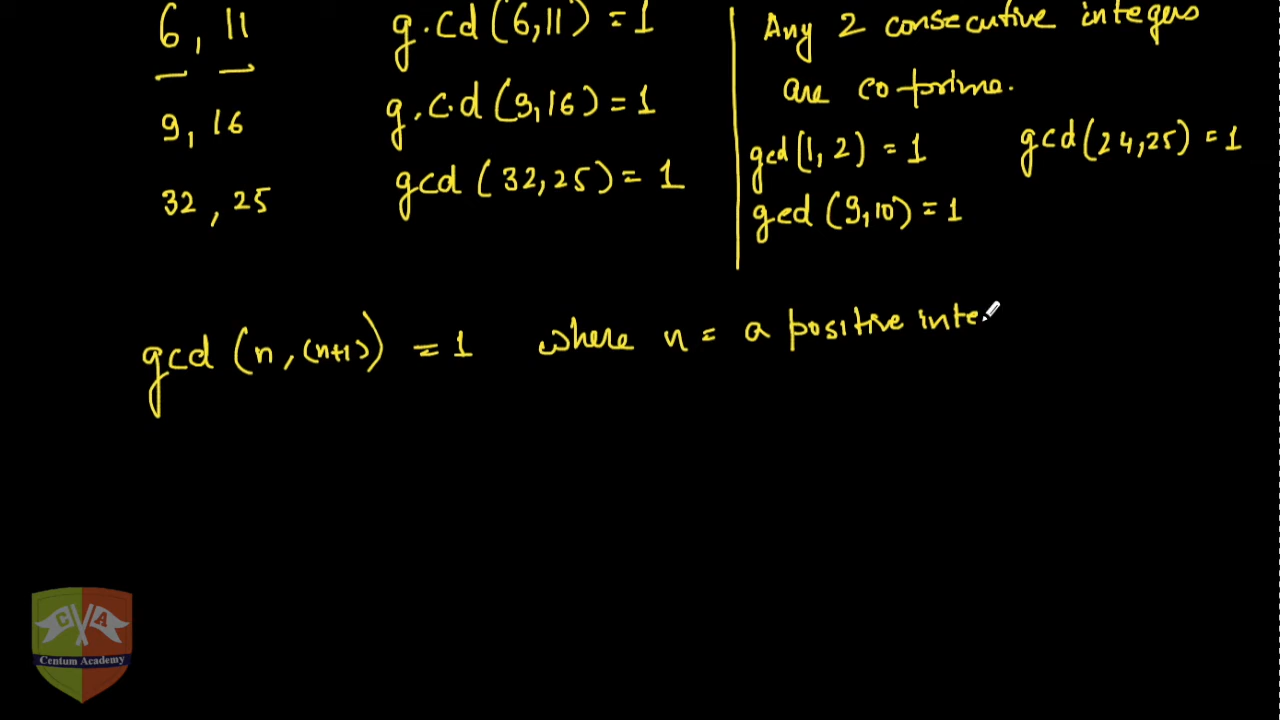 6, 11
g.cd (6,11) = 1
9, 16
g.c.d (9,16) = 1
32, 25
gcd (32,25) = 1
Any 2 consecutive integers
are co-prime.
gcd (1, 2) = 1
gcd (24,25) = 1
gcd (9,10) = 1
gcd (n, (n+1)) = 1 where n = a positive inte
C A
Centum Academy